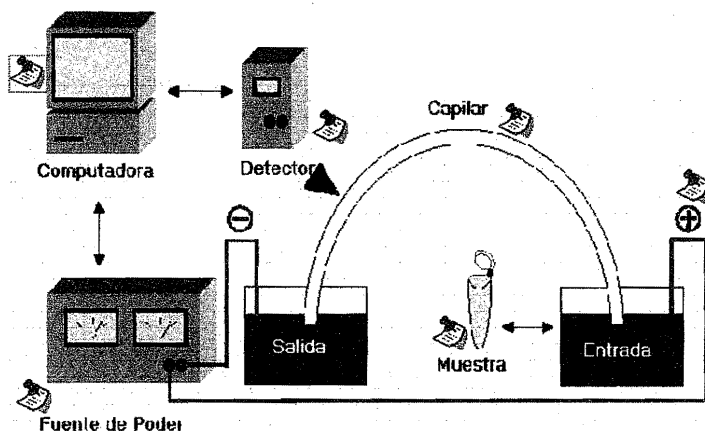 Capilar
Computadora
Detector
−
+
Salida
Muestra
Entrada
Fuente de Poder